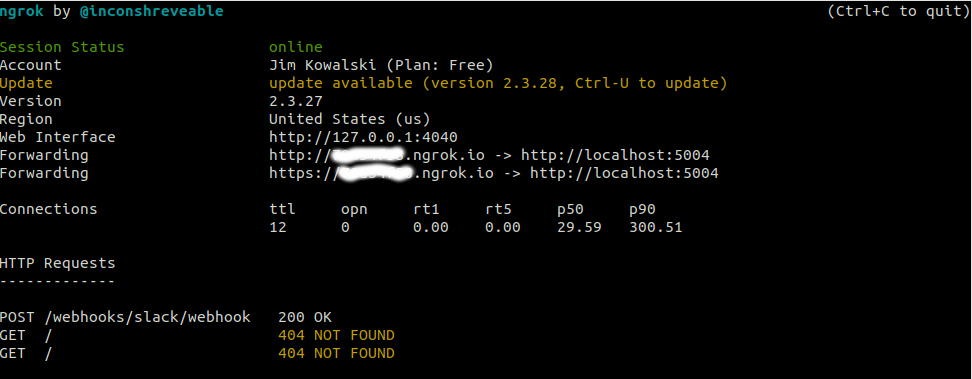 ngrok by @inconshreveable (Ctrl+C to quit)
Session Status online
Account Jim Kowalski (Plan: Free)
Update update available (version 2.3.28, Ctrl-U to update)
Version 2.3.27
Region United States (us)
Web Interface http://127.0.0.1:4040
Forwarding http:// .ngrok.io -> http://localhost:5004
Forwarding https:// .ngrok.io -> http://localhost:5004
Connections ttl opn rt1 rt5 p50 p90
12 0 0.00 0.00 29.59 300.51
HTTP Requests
-------------
POST /webhooks/slack/webhook 200 OK
GET / 404 NOT FOUND
GET / 404 NOT FOUND